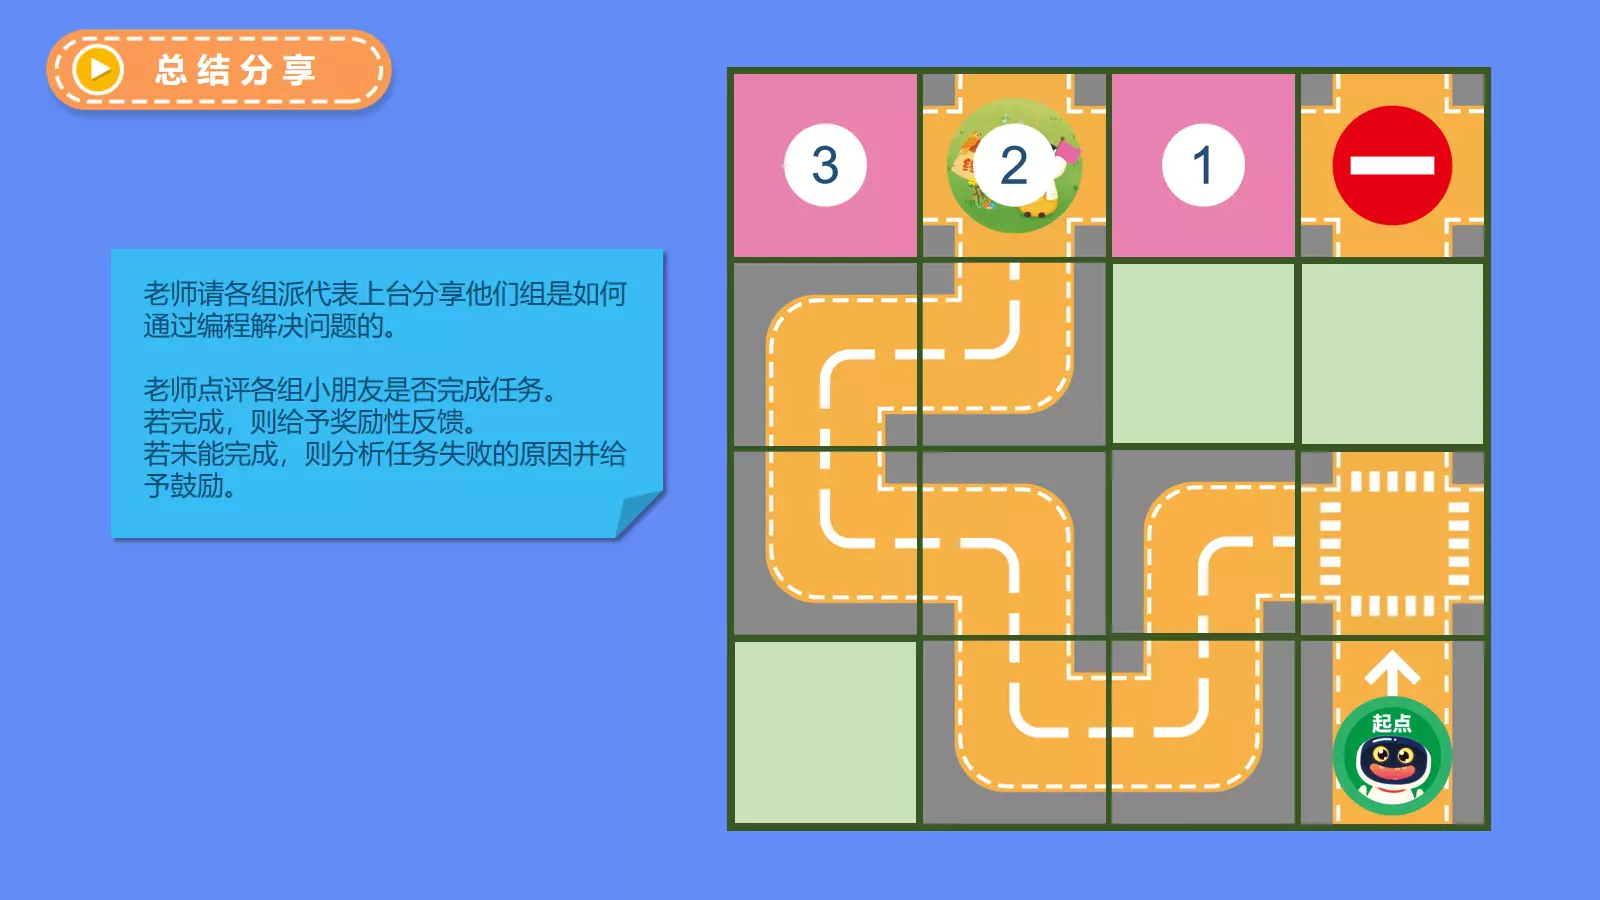 总结分享
老师请各组派代表上台分享他们组是如何
通过编程解决问题的。
老师点评各组小朋友是否完成任务。
若完成，则给予奖励性反馈。
若未能完成，则分析任务失败的原因并给
予鼓励。
3
2
1
起点